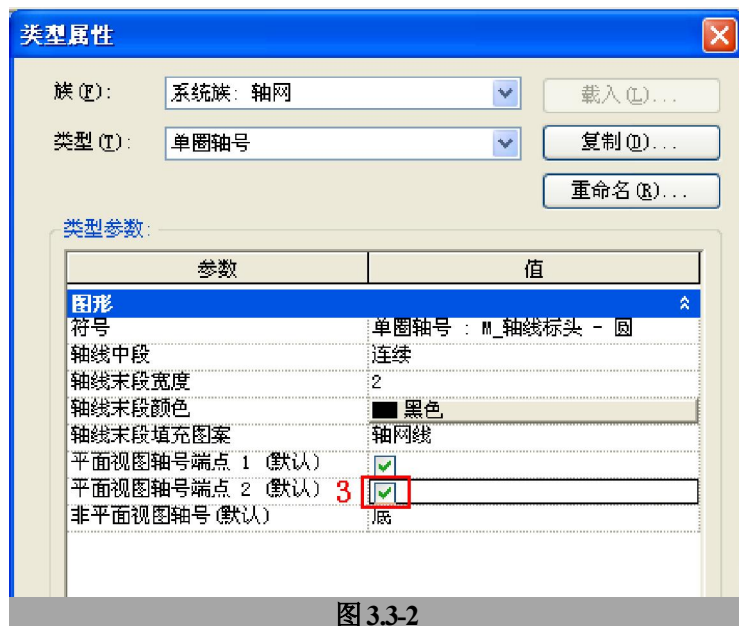 类型属性
族(F): 系统族: 轴网 载入(L)...
类型(T): 单圈轴号 复制(D)...
重命名(R)...
类型参数:
参数 值
图形
符号 单圈轴号 : M_轴线标头 - 圆
轴线中段 连续
轴线末段宽度 2
轴线末段颜色 黑色
轴线末段填充图案 轴网线
平面视图轴号端点 1 (默认)
平面视图轴号端点 2 (默认) 3
非平面视图轴号(默认) 底
图 3.3-2